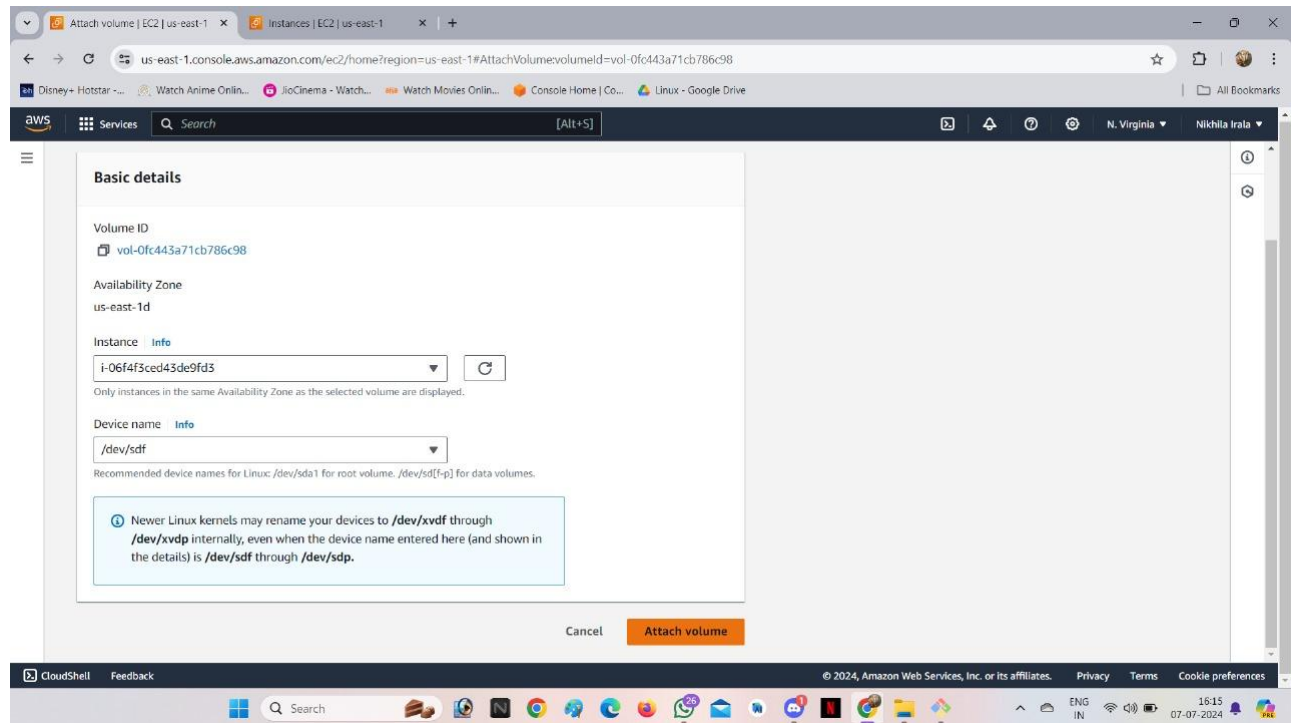 Attach volume | EC2 | us-east-1
Instances | EC2 | us-east-1
us-east-1.console.aws.amazon.com/ec2/home?region=us-east-1#AttachVolume:volumeId=vol-0fc443a71cb786c98
Disney+ Hotstar -... Watch Anime Onlin... JioCinema - Watch... Watch Movies Onlin... Console Home | Co... Linux - Google Drive All Bookmarks
aws Services Search [Alt+S] N. Virginia Nikhila Irala
Basic details
Volume ID
vol-0fc443a71cb786c98
Availability Zone
us-east-1d
Instance Info
i-06f4f3ced43de9fd3
Only instances in the same Availability Zone as the selected volume are displayed.
Device name Info
/dev/sdf
Recommended device names for Linux: /dev/sda1 for root volume. /dev/sd[f-p] for data volumes.
Newer Linux kernels may rename your devices to /dev/xvdf through
/dev/xvdp internally, even when the device name entered here (and shown in
the details) is /dev/sdf through /dev/sdp.
Cancel Attach volume
CloudShell Feedback © 2024, Amazon Web Services, Inc. or its affiliates. Privacy Terms Cookie preferences
Search 26 1 ENG 16:15
IN 07-07-2024 PRE